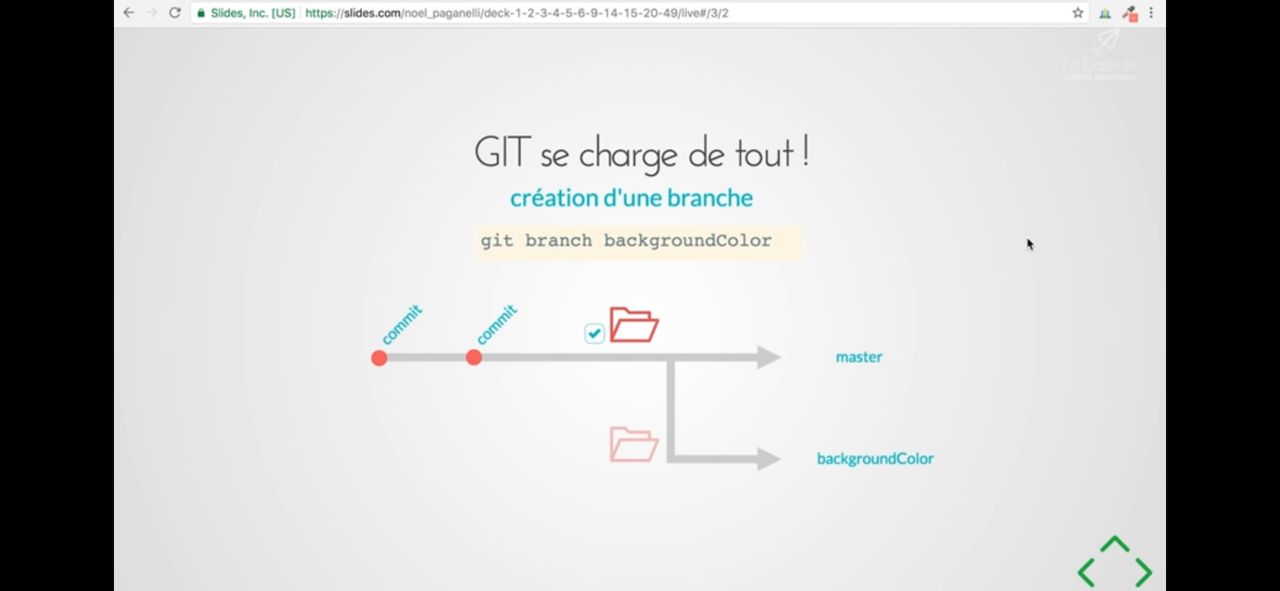 Slides, Inc. [US] https://slides.com/noel_paganelli/deck-1-2-3-4-5-6-9-14-15-20-49/live#/3/2
La Capsule
GIT se charge de tout !
création d'une branche
git branch backgroundColor
commit
commit
master
backgroundColor